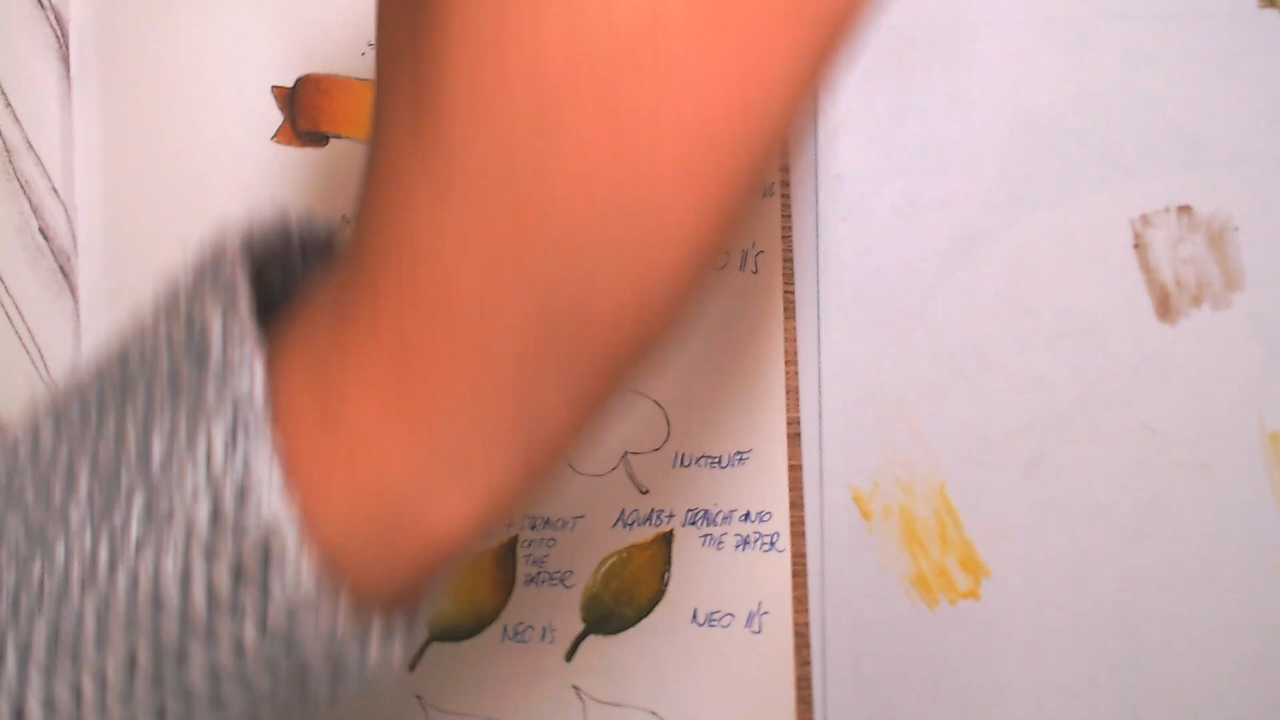 II'S
INKTENSE
+ STRAIGHT
ONTO
THE
PAPER
NEO II'S
AQUAB+ STRAIGHT ONTO
THE PAPER
NEO II'S